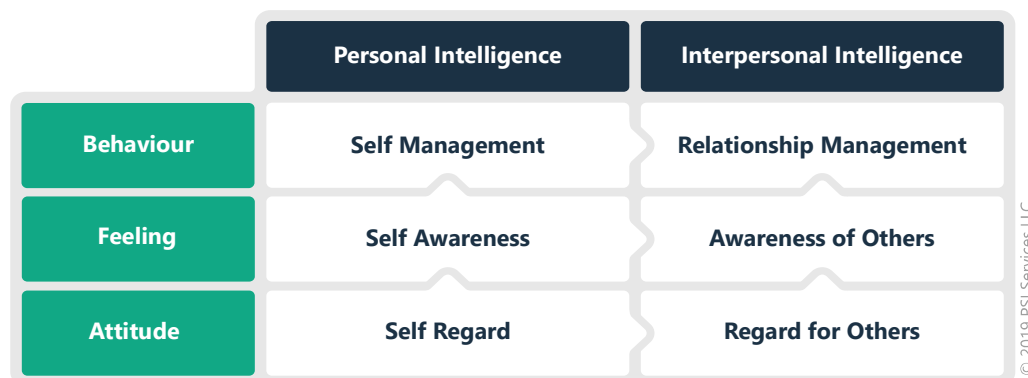 Personal Intelligence
Interpersonal Intelligence
Behaviour
Self Management
Relationship Management
Feeling
Self Awareness
Awareness of Others
Attitude
Self Regard
Regard for Others
© 2019 PSI Services LLC